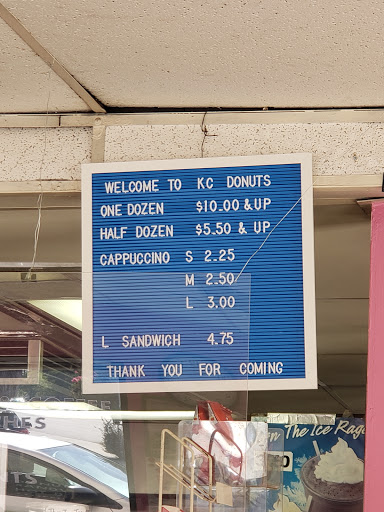 WELCOME TO KC DONUTS
ONE DOZEN $10.00 & UP
HALF DOZEN $5.50 & UP
CAPPUCCINO S 2.25
M 2.50
L 3.00
L SANDWICH 4.75
THANK YOU FOR COMING
The Ice Rage